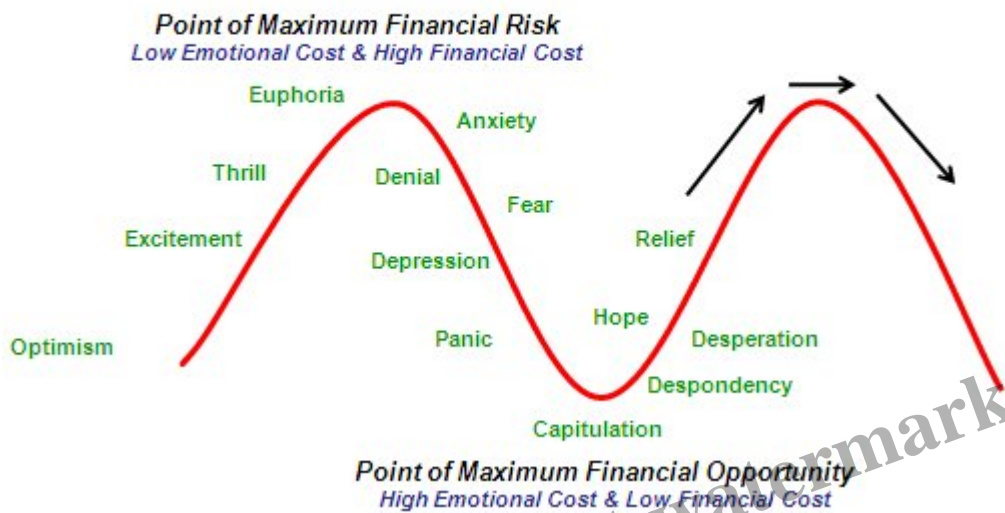 Point of Maximum Financial Risk
Low Emotional Cost & High Financial Cost
Euphoria
Anxiety
Thrill
Denial
Fear
Excitement
Relief
Depression
Hope
Optimism
Panic
Desperation
Despondency
Capitulation
Point of Maximum Financial Opportunity
High Emotional Cost & Low Financial Cost
watermark